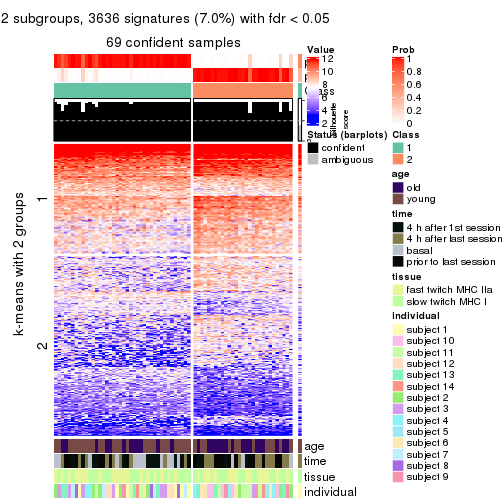 2 subgroups, 3636 signatures (7.0%) with fdr < 0.05
69 confident samples
k-means with 2 groups
1
2
Class
Silhouette
score
age
time
tissue
individual
Value
12
10
8
6
4
2
Status (barplots)
confident
ambiguous
Prob
1
0.8
0.6
0.4
0.2
0
Class
1
2
age
old
young
time
4 h after 1st session
4 h after last session
basal
prior to last session
tissue
fast twitch MHC IIa
slow twitch MHC I
individual
subject 1
subject 10
subject 11
subject 12
subject 13
subject 14
subject 2
subject 3
subject 4
subject 5
subject 6
subject 7
subject 8
subject 9